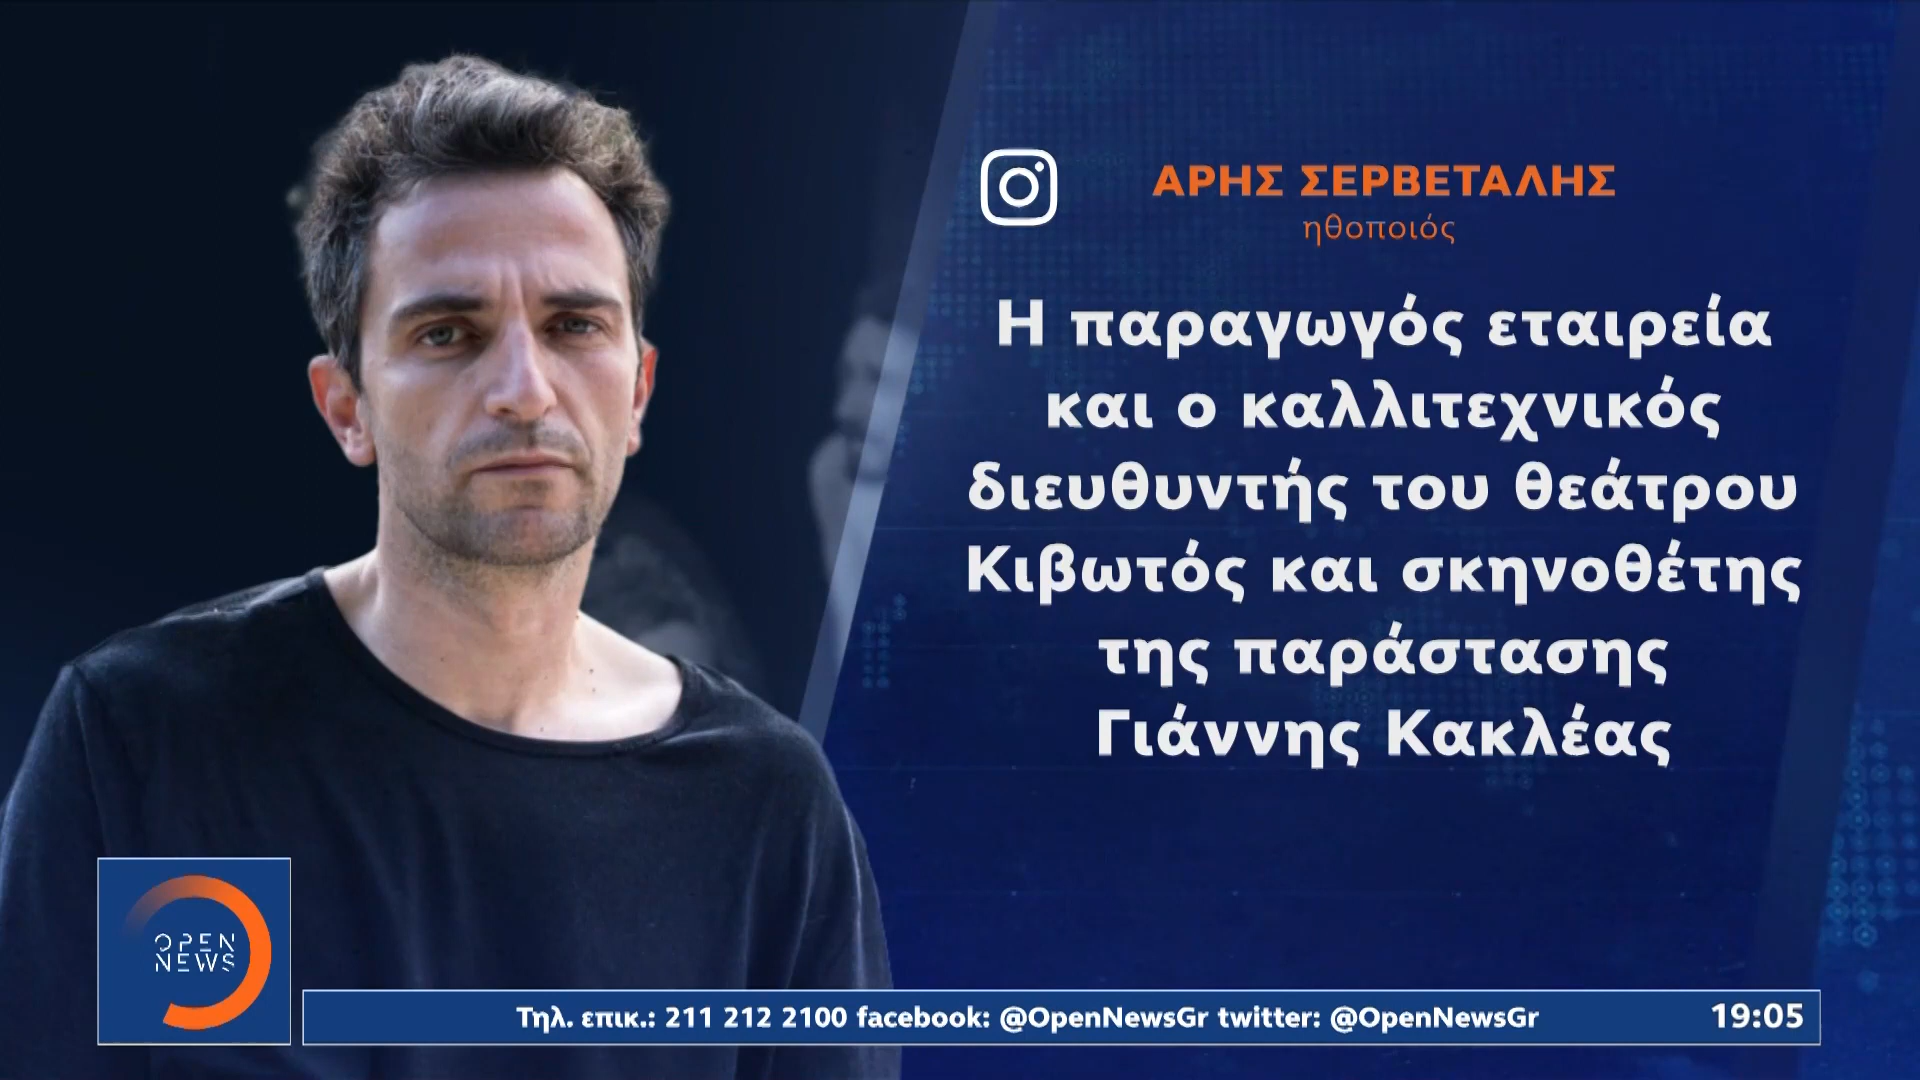 ΑΡΗΣ ΣΕΡΒΕΤΑΛΗΣ
ηθοποιός
Η παραγωγός εταιρεία
και ο καλλιτεχνικός
διευθυντής του θεάτρου
Κιβωτός και σκηνοθέτης
της παράστασης
Γιάννης Κακλέας
OPEN
NEWS
Τηλ. επικ.: 211 212 2100 facebook: @OpenNewsGr twitter: @OpenNewsGr
19:05